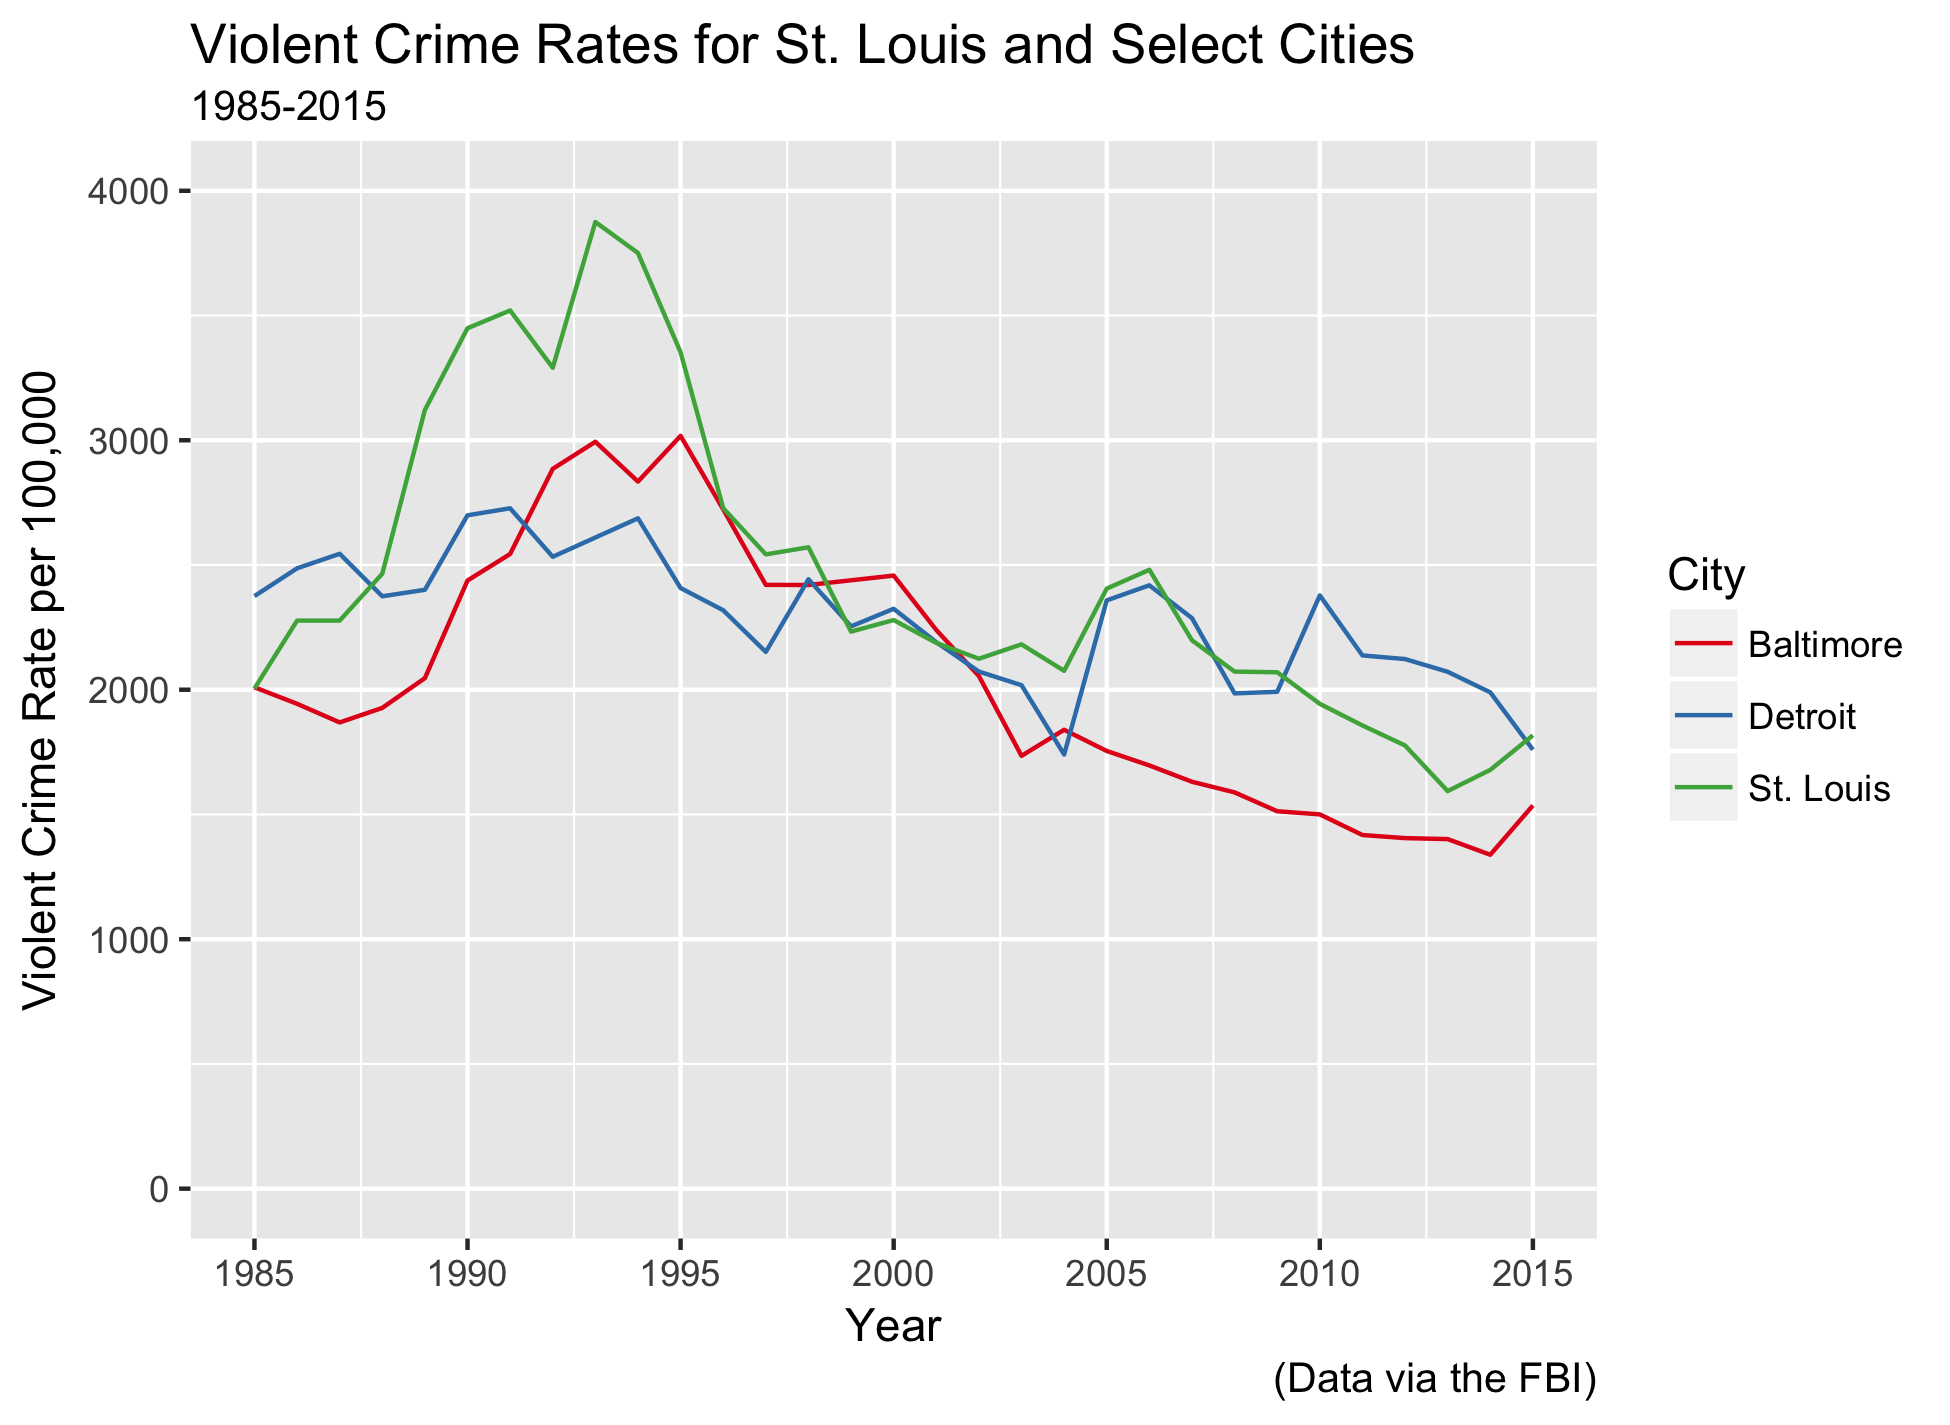 Violent Crime Rates for St. Louis and Select Cities
1985-2015
Violent Crime Rate per 100,000
4000
3000
2000
1000
0
1985 1990 1995 2000 2005 2010 2015
Year
(Data via the FBI)
City
Baltimore
Detroit
St. Louis